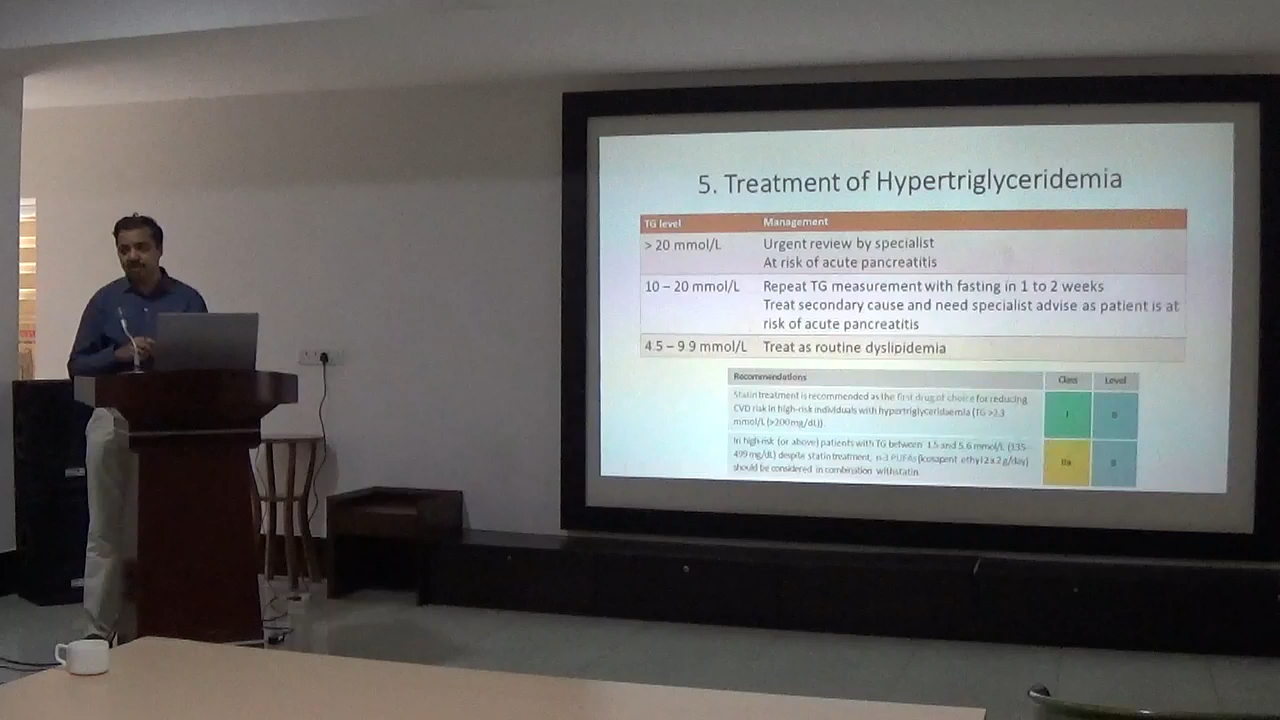 5. Treatment of Hypertriglyceridemia
TG level Management
> 20 mmol/L Urgent review by specialist
At risk of acute pancreatitis
10 – 20 mmol/L Repeat TG measurement with fasting in 1 to 2 weeks
Treat secondary cause and need specialist advise as patient is at
risk of acute pancreatitis
4.5 – 9.9 mmol/L Treat as routine dyslipidemia
Recommendations Class Level
Statin treatment is recommended as the first drug of choice for reducing
CVD risk in high-risk individuals with hypertriglyceridaemia (TG >2.3
mmol/L (>200 mg/dL)). I B
In high-risk (or above) patients with TG between 1.5 and 5.6 mmol/L (135–
499 mg/dL) despite statin treatment, n-3 PUFAs (icosapent ethyl 2 x 2 g/day)
should be considered in combination with statin. IIa B